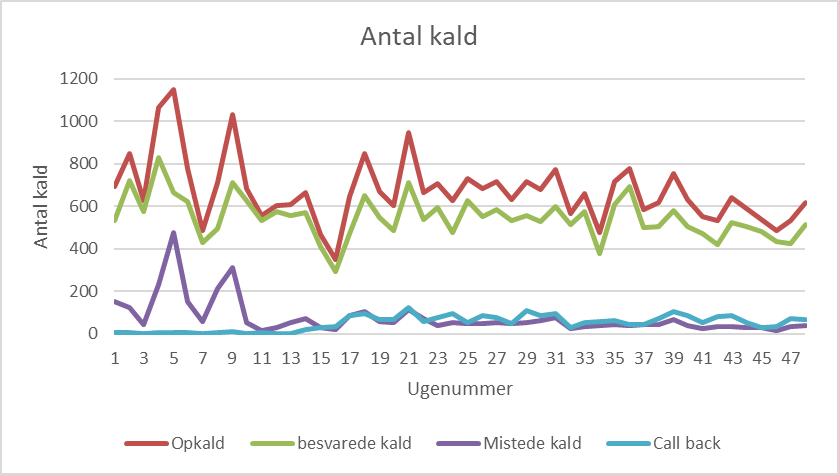 Antal kald
1200
1000
800
600
400
200
0
Antal kald
1 3 5 7 9 11 13 15 17 19 21 23 25 27 29 31 33 35 37 39 41 43 45 47
Ugenummer
Opkald besvarede kald Mistede kald Call back